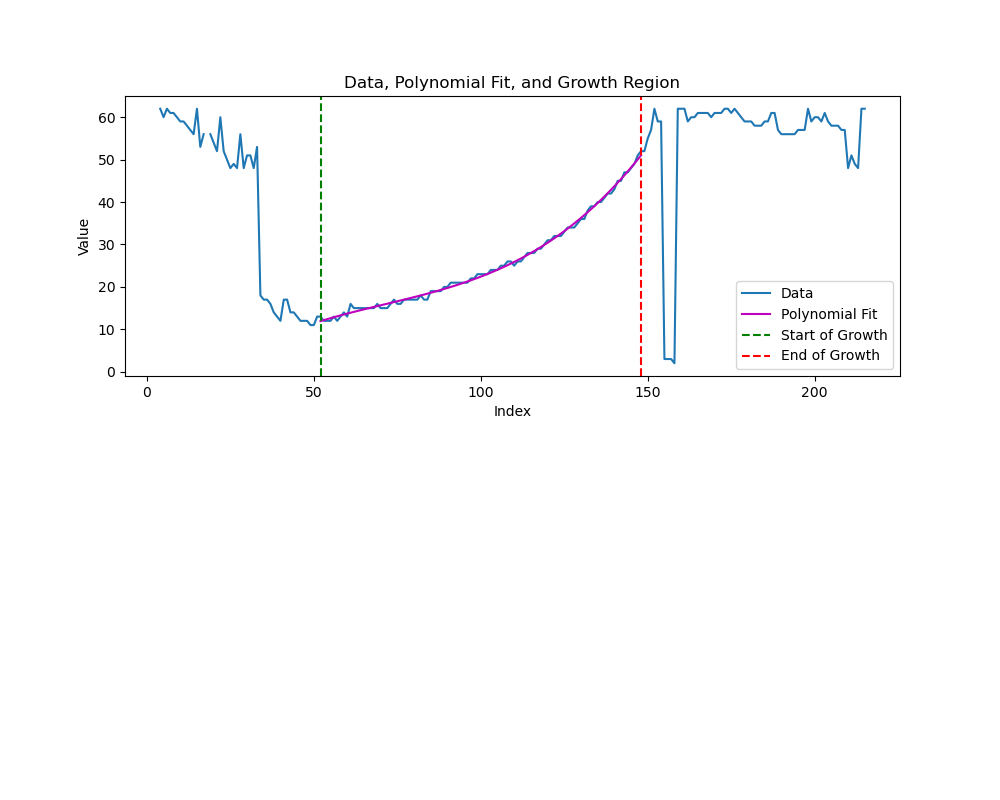 Data, Polynomial Fit, and Growth Region
Value
60
50
40
30
20
10
0
Data
Polynomial Fit
Start of Growth
End of Growth
0 50 100 150 200
Index